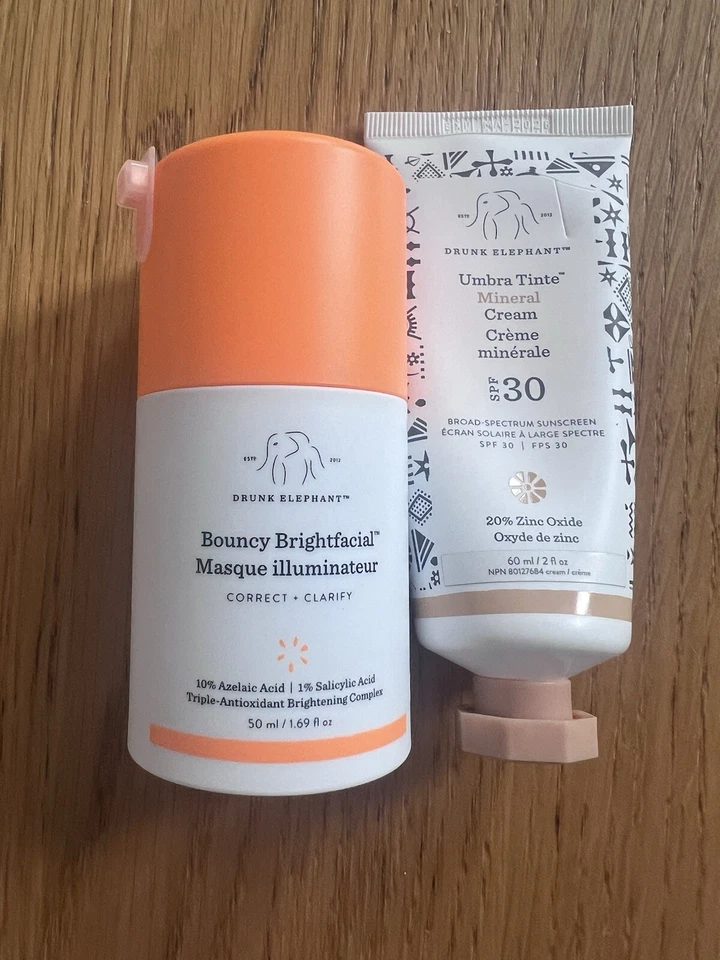 ESTD 2012
DRUNK ELEPHANT™
Bouncy Brightfacial™
Masque illuminateur
CORRECT + CLARIFY
10% Azelaic Acid | 1% Salicylic Acid
Triple-Antioxidant Brightening Complex
50 ml / 1.69 fl oz
ESTD 2012
DRUNK ELEPHANT™
Umbra Tinte™
Mineral
Cream
Crème
minérale
SPF 30
BROAD-SPECTRUM SUNSCREEN
ÉCRAN SOLAIRE À LARGE SPECTRE
SPF 30 | FPS 30
20% Zinc Oxide
Oxyde de zinc
60 ml / 2 fl oz
NPN 80127684 cream / crème